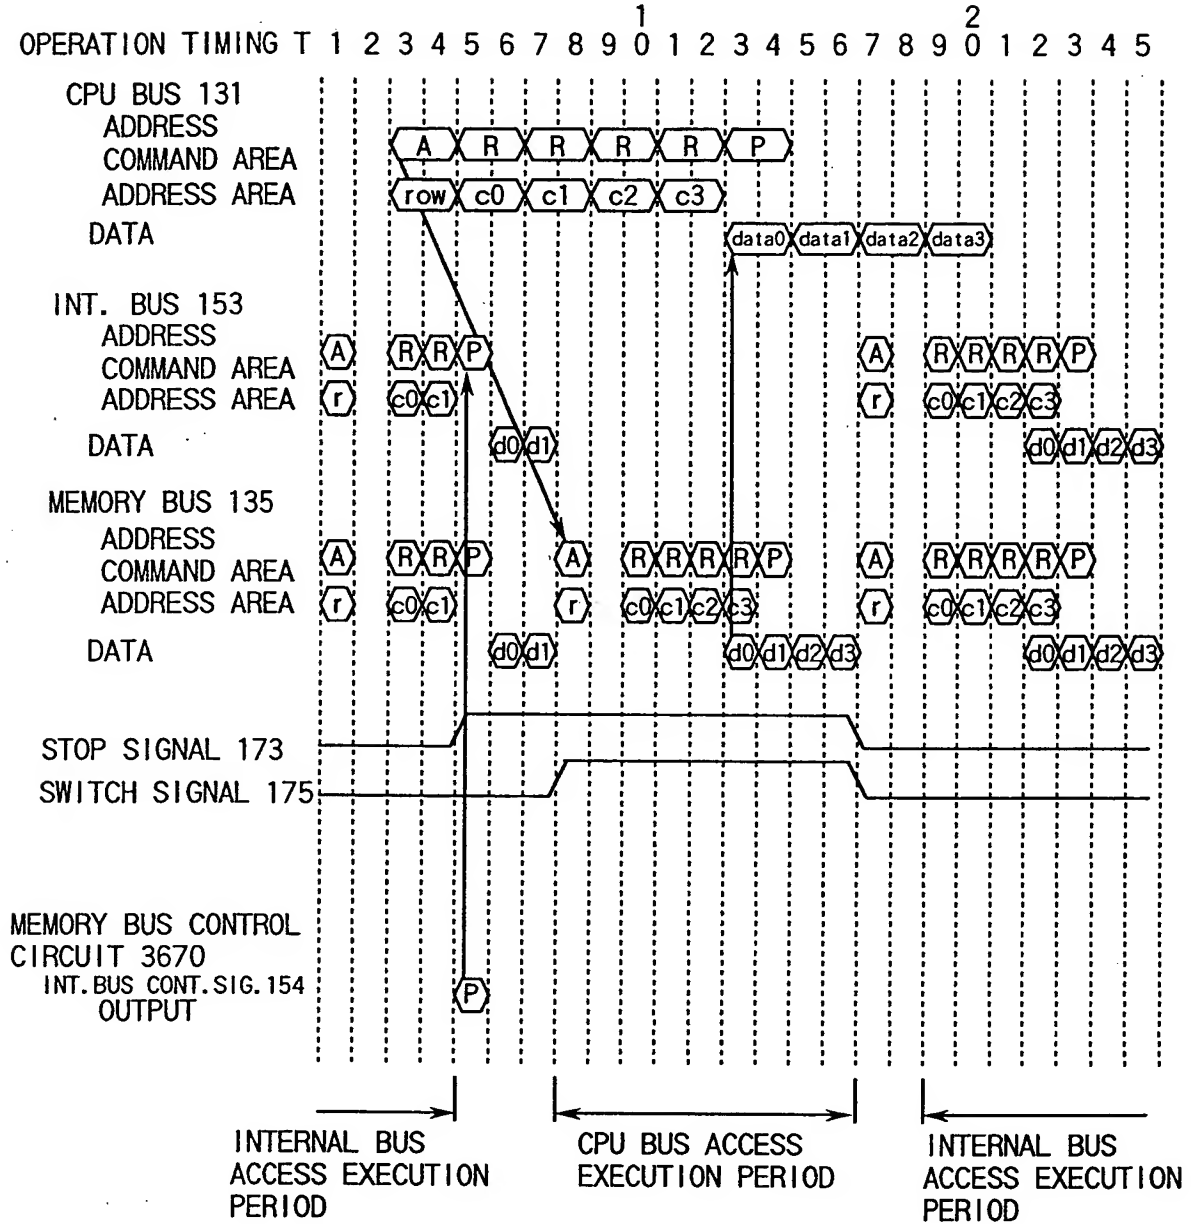 1 2
OPERATION TIMING T 1 2 3 4 5 6 7 8 9 0 1 2 3 4 5 6 7 8 9 0 1 2 3 4 5
CPU BUS 131
ADDRESS
COMMAND AREA A R R R R P
ADDRESS AREA row c0 c1 c2 c3
DATA data0 data1 data2 data3
INT. BUS 153
ADDRESS
COMMAND AREA A R R P A R R R R P
ADDRESS AREA r c0 c1 r c0 c1 c2 c3
DATA d0 d1 d0 d1 d2 d3
MEMORY BUS 135
ADDRESS
COMMAND AREA A R R P A R R R R P A R R R R P
ADDRESS AREA r c0 c1 r c0 c1 c2 c3 r c0 c1 c2 c3
DATA d0 d1 d0 d1 d2 d3 d0 d1 d2 d3
STOP SIGNAL 173
SWITCH SIGNAL 175
MEMORY BUS CONTROL
CIRCUIT 3670
INT.BUS CONT.SIG.154
OUTPUT P
INTERNAL BUS
ACCESS EXECUTION
PERIOD
CPU BUS ACCESS
EXECUTION PERIOD
INTERNAL BUS
ACCESS EXECUTION
PERIOD